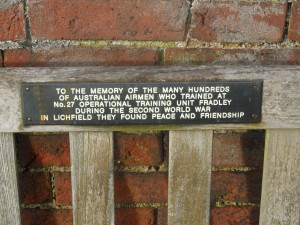 TO THE MEMORY OF THE MANY HUNDREDS
OF AUSTRALIAN AIRMEN WHO TRAINED AT
No.27 OPERATIONAL TRAINING UNIT FRADLEY
DURING THE SECOND WORLD WAR
IN LICHFIELD THEY FOUND PEACE AND FRIENDSHIP